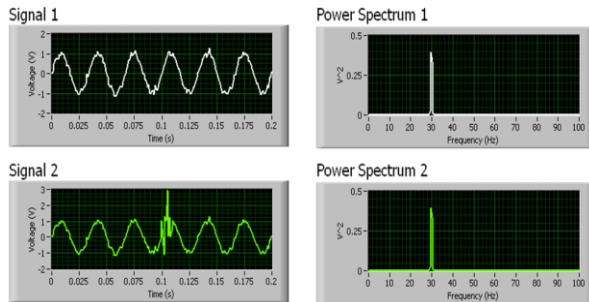 Signal 1
Power Spectrum 1
Voltage (V)
2
1
0
-1
-2
0 0.025 0.05 0.075 0.1 0.125 0.15 0.175 0.2
Time (s)
V^2
0.5
0.25
0
0 10 20 30 40 50 60 70 80 90 100
Frequency (Hz)
Signal 2
Power Spectrum 2
Voltage (V)
3
2
1
0
-1
-2
0 0.025 0.05 0.075 0.1 0.125 0.15 0.175 0.2
Time (s)
V^2
0.5
0.25
0
0 10 20 30 40 50 60 70 80 90 100
Frequency (Hz)